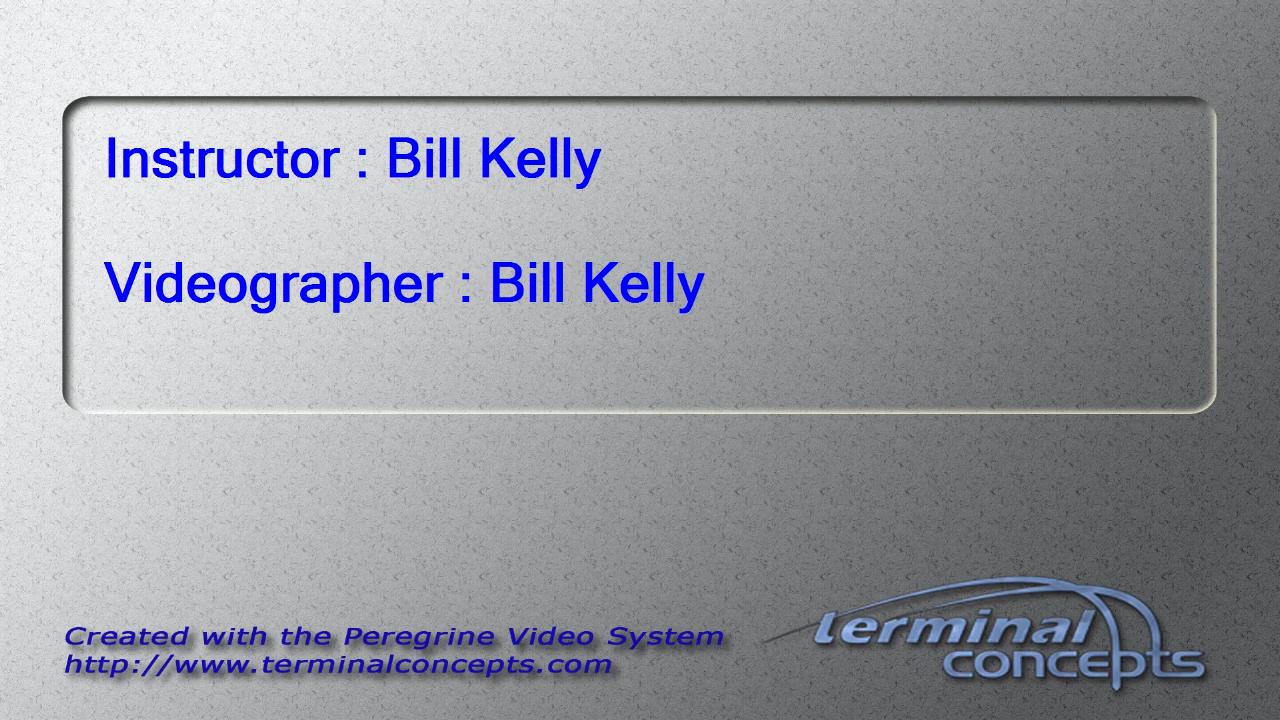 Instructor : Bill Kelly
Videographer : Bill Kelly
Created with the Peregrine Video System
http://www.terminalconcepts.com
terminal
concepts